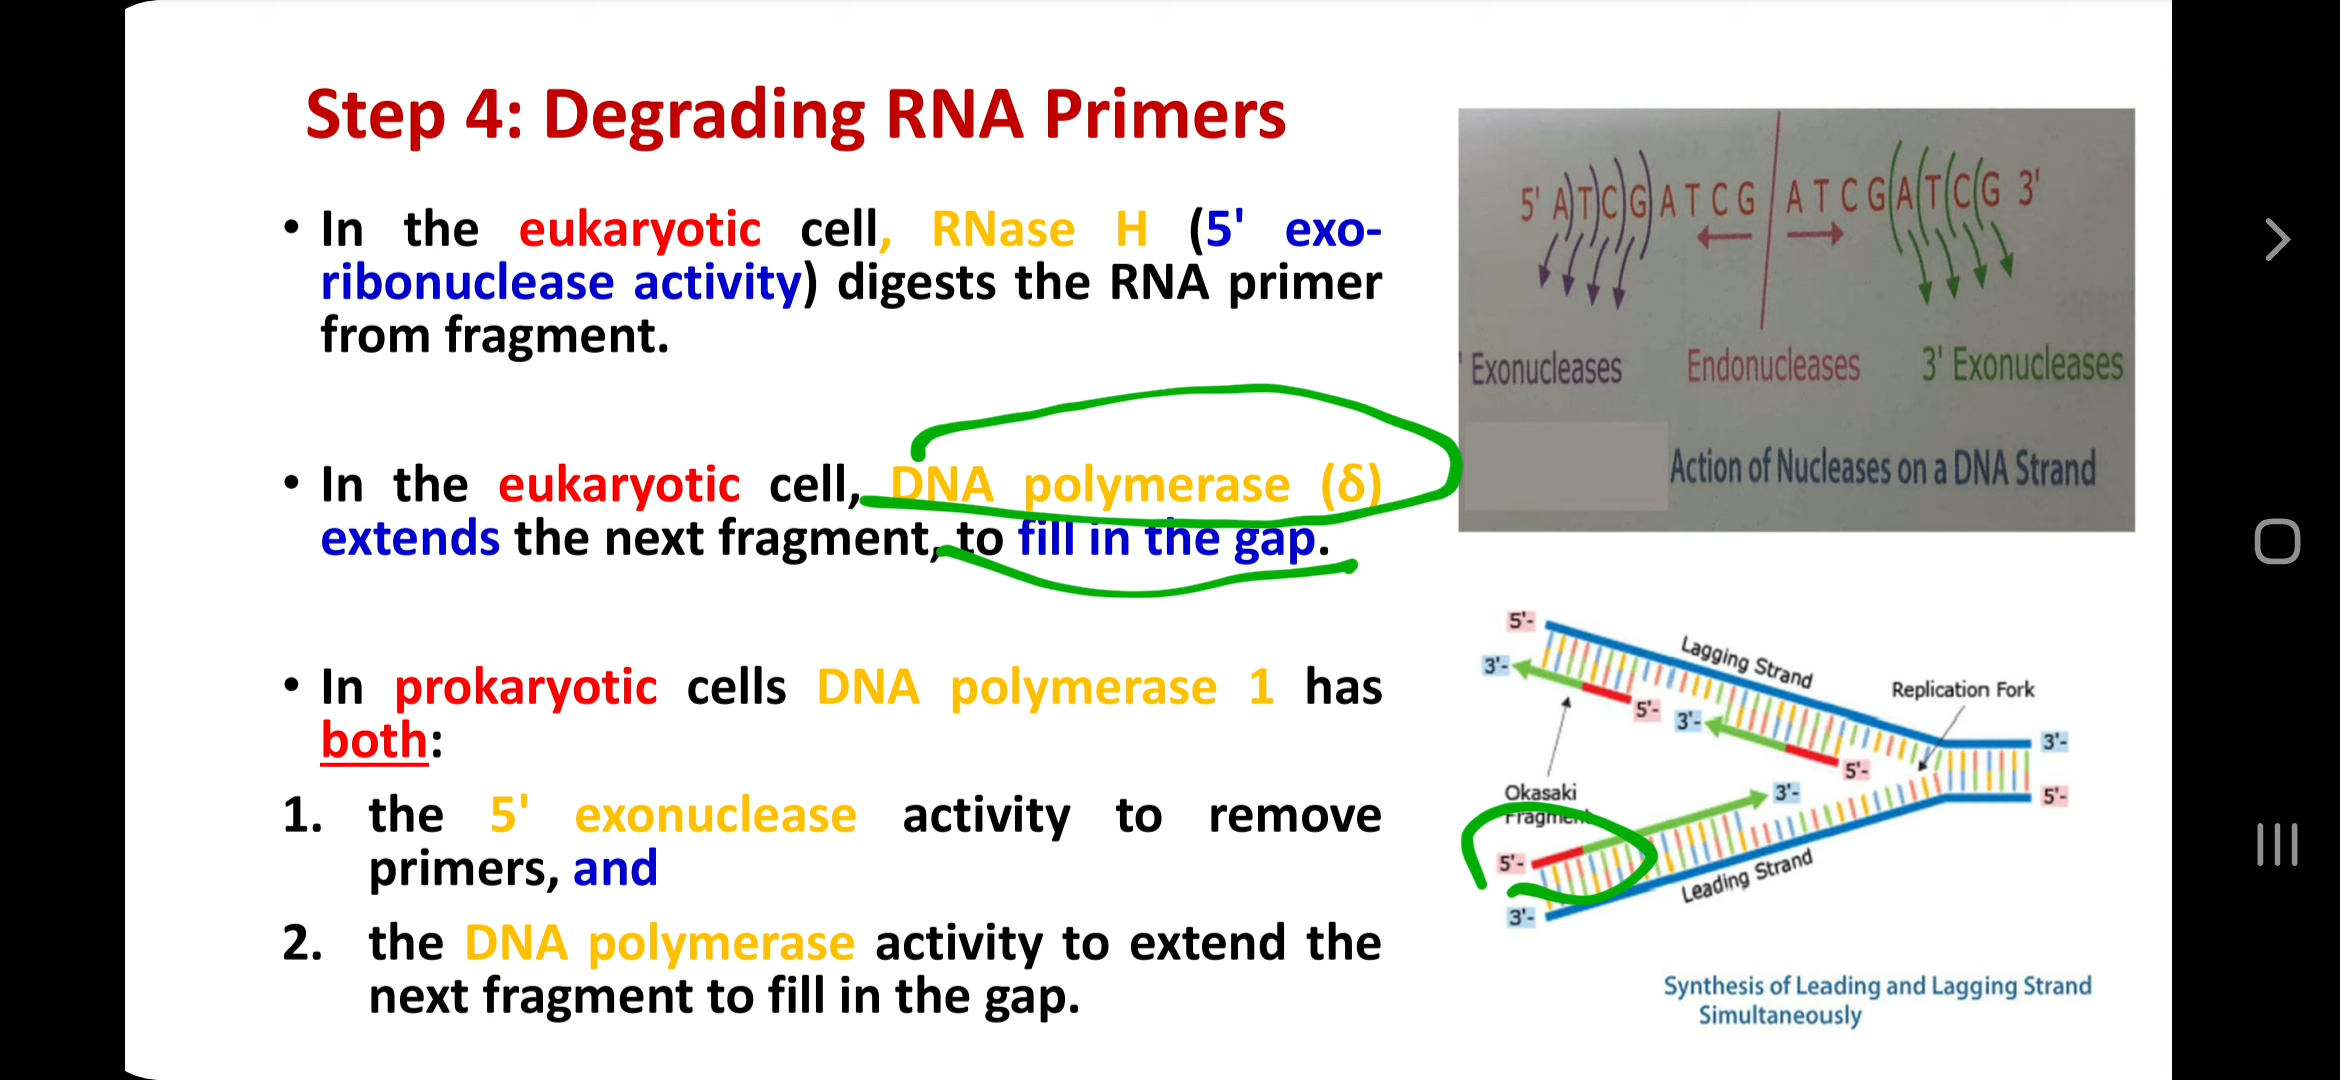 Step 4: Degrading RNA Primers
• In the eukaryotic cell, RNase H (5' exo-
ribonuclease activity) digests the RNA primer
from fragment.
• In the eukaryotic cell, DNA polymerase (δ)
extends the next fragment, to fill in the gap.
• In prokaryotic cells DNA polymerase 1 has
both:
1. the 5' exonuclease activity to remove
primers, and
2. the DNA polymerase activity to extend the
next fragment to fill in the gap.
5' A T C G A T C G A T C G A T C G 3'
' Exonucleases Endonucleases 3' Exonucleases
Action of Nucleases on a DNA Strand
5'-
Lagging Strand
3'-
Replication Fork
5'-
3'-
3'-
5'-
Okasaki
Fragment
3'-
5'-
5'-
Leading Strand
3'-
Synthesis of Leading and Lagging Strand
Simultaneously